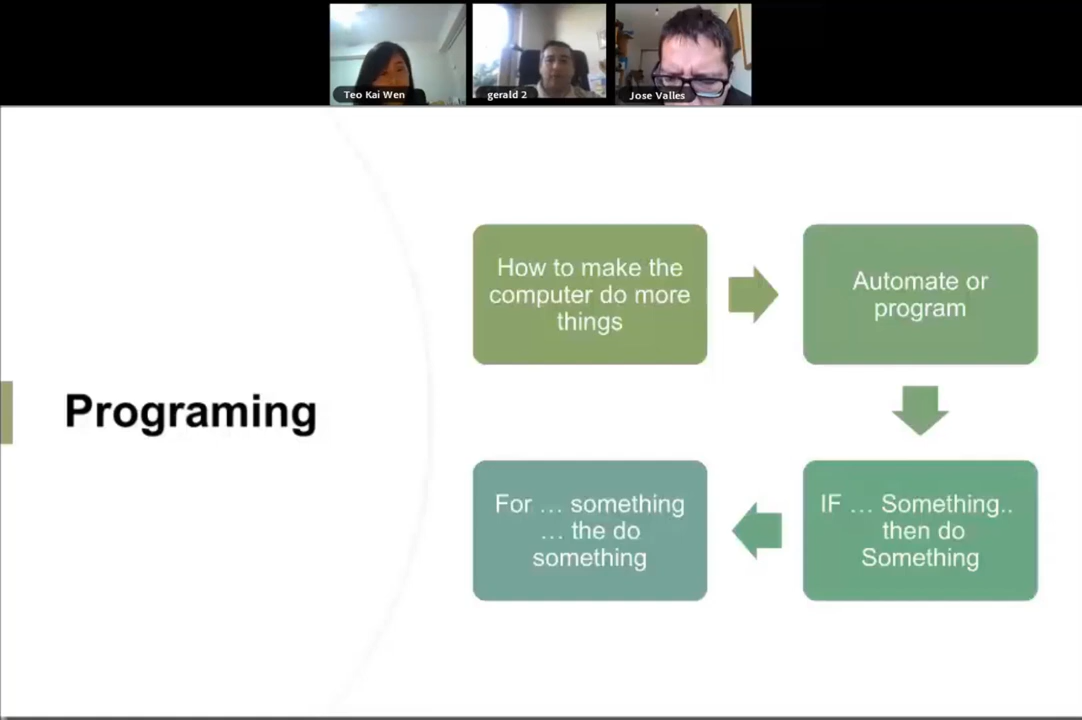 Teo Kai Wen
gerald 2
Jose Valles
Programing
How to make the
computer do more
things
Automate or
program
IF … Something..
then do
Something
For … something
… the do
something